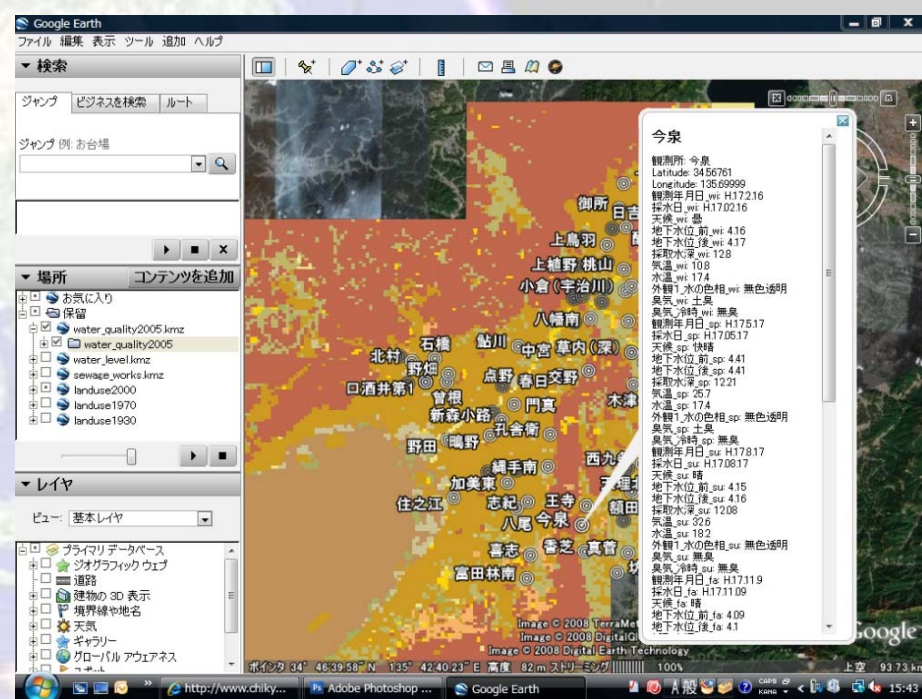 Google Earth
ファイル 編集 表示 ツール 追加 ヘルプ
検索
ジャンプ ビジネスを検索 ルート
ジャンプ 例: お台場
場所 コンテンツを追加
お気に入り
保留
water_quality2005.kmz
water_quality2005
water_level.kmz
sewage_works.kmz
landuse2000
landuse1970
landuse1930
レイヤ
ビュー: 基本レイヤ
プライマリ データベース
ジオグラフィック ウェブ
道路
建物の 3D 表示
境界線や地名
天気
ギャラリー
グローバル アウェアネス
御所
上鳥羽
上植野 桃山
小倉(宇治川)
八幡南
石橋 鮎川 中宮 草内(深)
北村
野畑
点野 春日 交野
口酒井第1
曽根
門真
新森小路
孔舎衛
野田 鴫野
縄手南
加美東
住之江
志紀 王寺
八尾 今泉
喜志 香芝 真菅
富田林南
今泉
観測所: 今泉
Latitude: 34.56761
Longitude: 135.69999
観測年月日_wi: H.17.2.16
採水日_wi: H.17.02.16
天候_wi: 曇
地下水位_前_wi: 4.16
地下水位_後_wi: 4.17
採取水深_wi: 12.8
気温_wi: 10.8
水温_wi: 17.4
外観1_水の色相_wi: 無色透明
臭気_wi: 土臭
臭気_冷時_wi: 無臭
観測年月日_sp: H.17.5.17
採水日_sp: H.17.05.17
天候_sp: 快晴
地下水位_前_sp: 4.41
地下水位_後_sp: 4.41
採取水深_sp: 12.21
気温_sp: 25.7
水温_sp: 17.4
外観1_水の色相_sp: 無色透明
臭気_sp: 土臭
臭気_冷時_sp: 無臭
観測年月日_su: H.17.8.17
採水日_su: H.17.08.17
天候_su: 晴
地下水位_前_su: 4.15
地下水位_後_su: 4.16
採取水深_su: 12.08
気温_su: 32.6
水温_su: 18.2
外観1_水の色相_su: 無色透明
臭気_su: 無臭
臭気_冷時_su: 無臭
観測年月日_fa: H.17.11.9
採水日_fa: H.17.11.09
天候_fa: 晴
地下水位_前_fa: 4.09
地下水位_後_fa: 4.1
Image © 2008 TerraMet
Image © 2008 DigitalGl
Image © 2008 Digital Earth Technology
Google
ポインタ 34° 46'39.58" N 135° 42'40.23" E 高度 82 m ストリーミング 100% 上空 93.73 km
http://www.chiky... Adobe Photoshop ... Google Earth A 般 CAPS KANA 15:43